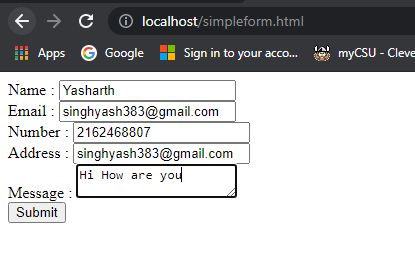 localhost/simpleform.html
Apps Google Sign in to your acco... myCSU - Cleve
Name : Yasharth
Email : singhyash383@gmail.com
Number : 2162468807
Address : singhyash383@gmail.com
Message : Hi How are you
Submit